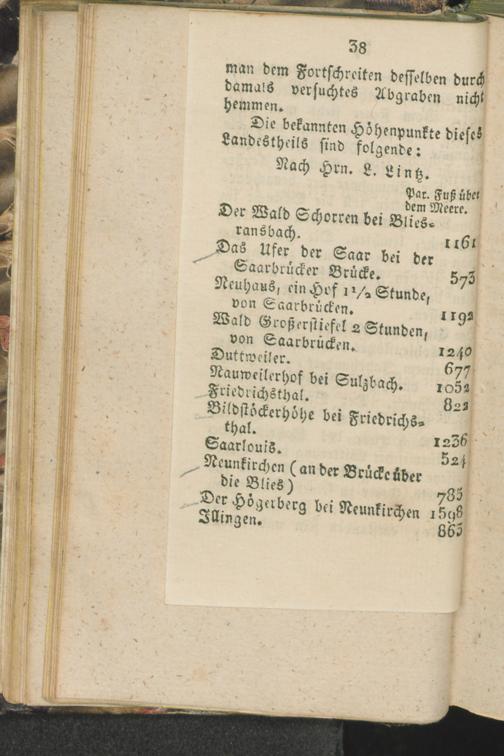 38
man dem Fortschreiten desselben durch
damals versuchtes Abgraben nicht
hemmen.
Die bekannten Höhenpunkte dieses
Landestheils sind folgende:
Nach Hrn. L. Lintz.
Par. Fuß über
dem Meere.
Der Wald Schorren bei Blies-
ransbach. 1161
Das Ufer der Saar bei der
Saarbrücker Brücke. 573
Neuhaus, ein Hof 1 1/2 Stunde,
von Saarbrücken. 1192
Wald Großerstiefel 2 Stunden,
von Saarbrücken. 1240
Duttweiler. 677
Nauweilerhof bei Sulzbach. 1052
Friedrichsthal. 822
Bildstöckerhöhe bei Friedrichs-
thal. 1236
Saarlouis. 524
Neunkirchen (an der Brücke über
die Blies) 785
Der Högerberg bei Neunkirchen 1598
Illingen. 865